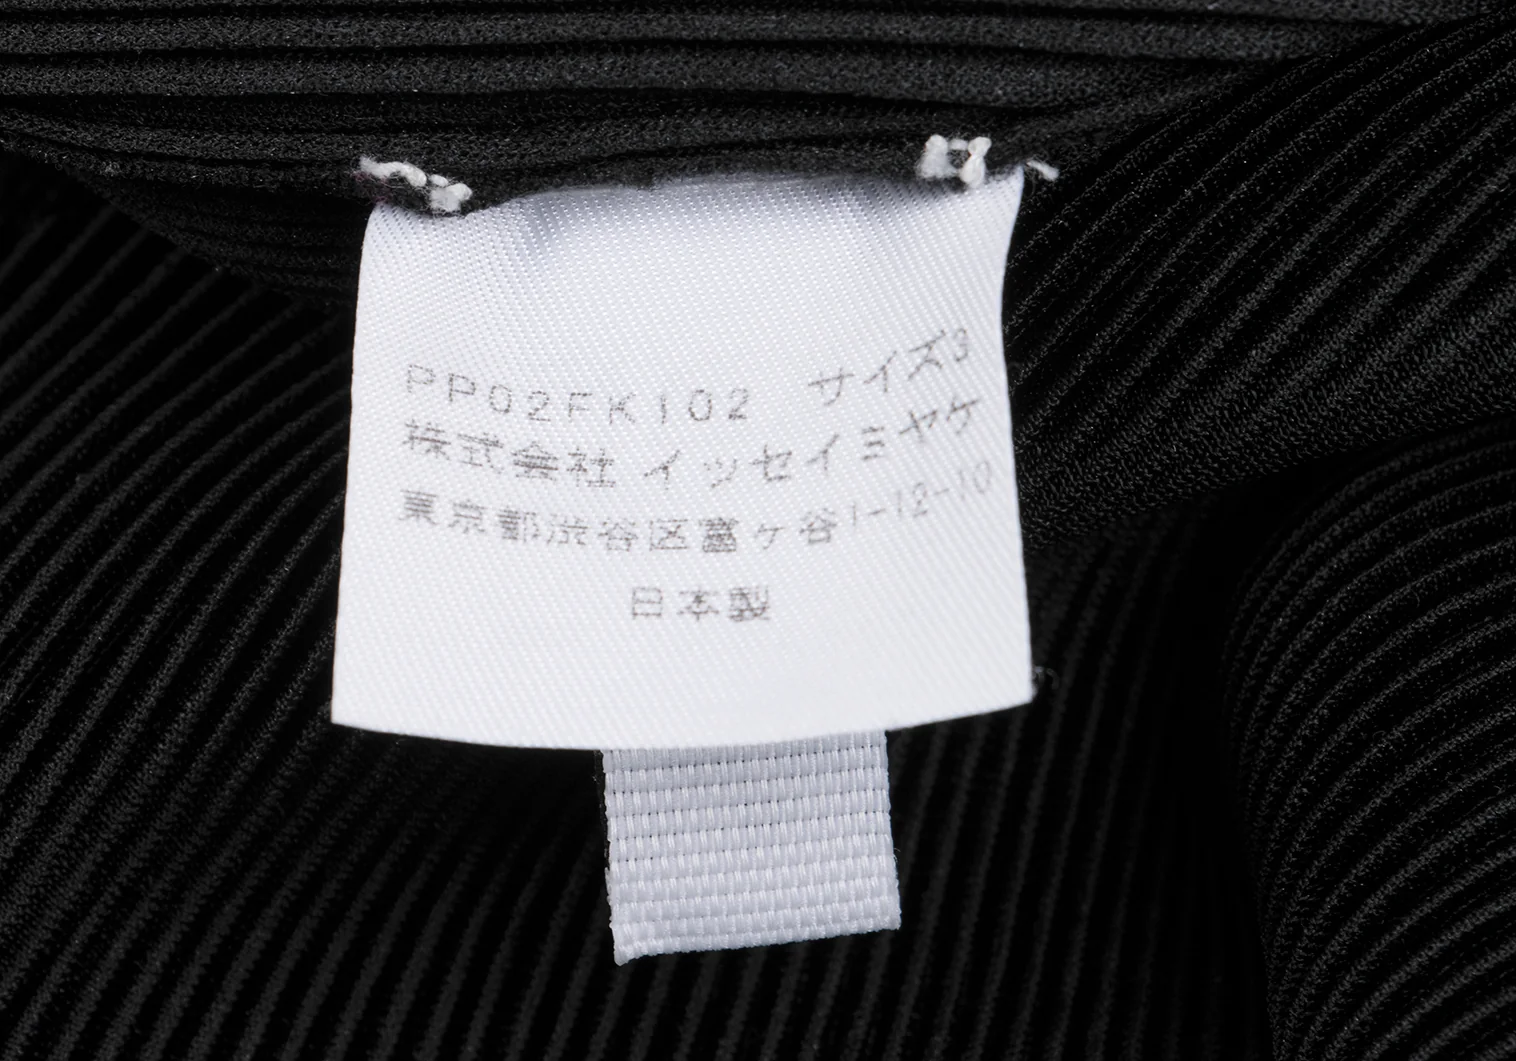 PP02FK102 サイズ3
株式会社 イッセイミヤケ
東京都渋谷区富ヶ谷1-12-10
日本製